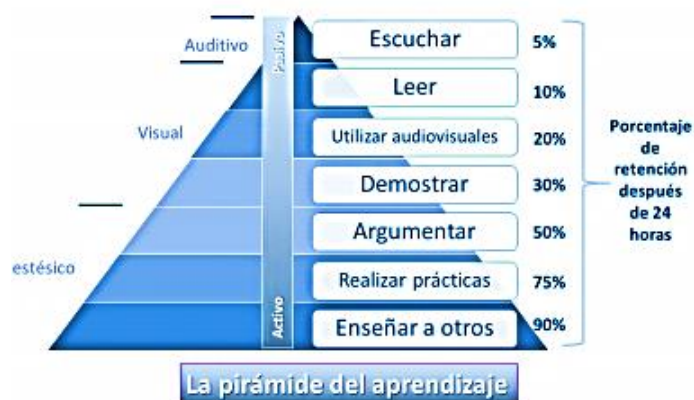 Auditivo
Visual
estésico
Pasivo
Activo
Escuchar 5%
Leer 10%
Utilizar audiovisuales 20%
Demostrar 30%
Argumentar 50%
Realizar prácticas 75%
Enseñar a otros 90%
Porcentaje
de
retención
después
de 24
horas
La pirámide del aprendizaje